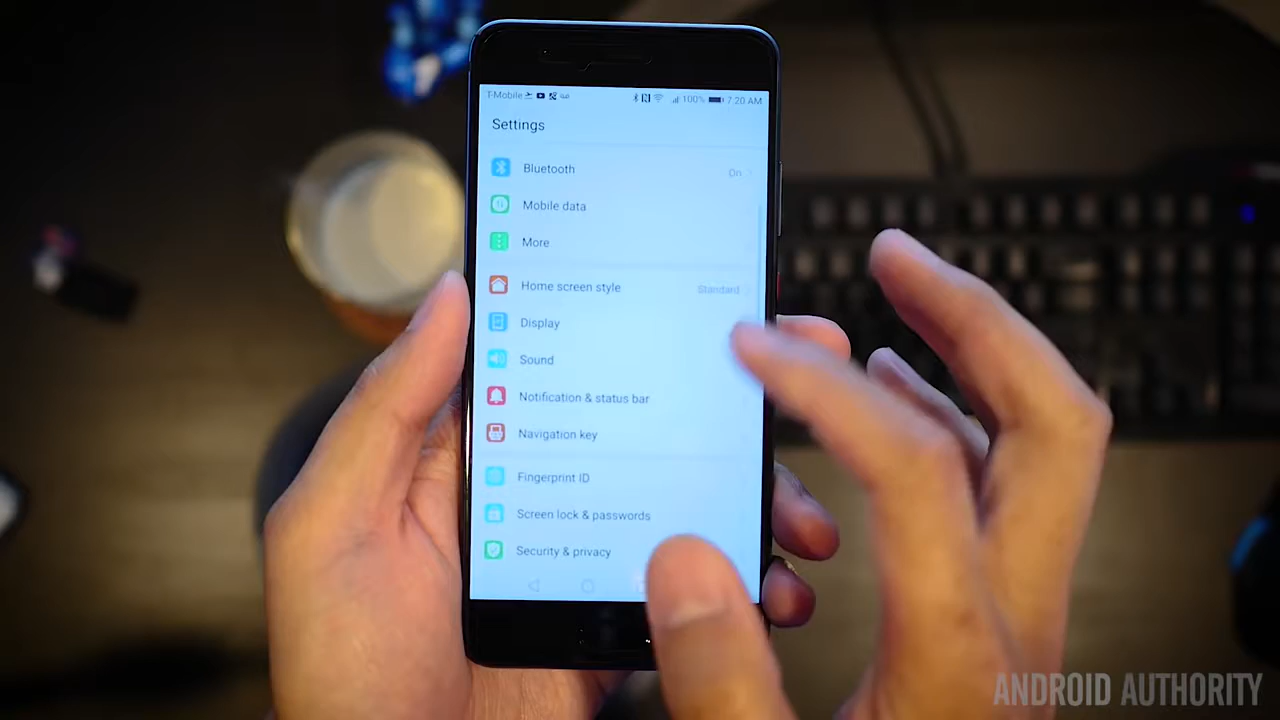 T-Mobile 100% 7:20 AM
Settings
Bluetooth On
Mobile data
More
Home screen style Standard
Display
Sound
Notification & status bar
Navigation key
Fingerprint ID
Screen lock & passwords
Security & privacy
ANDROID AUTHORITY